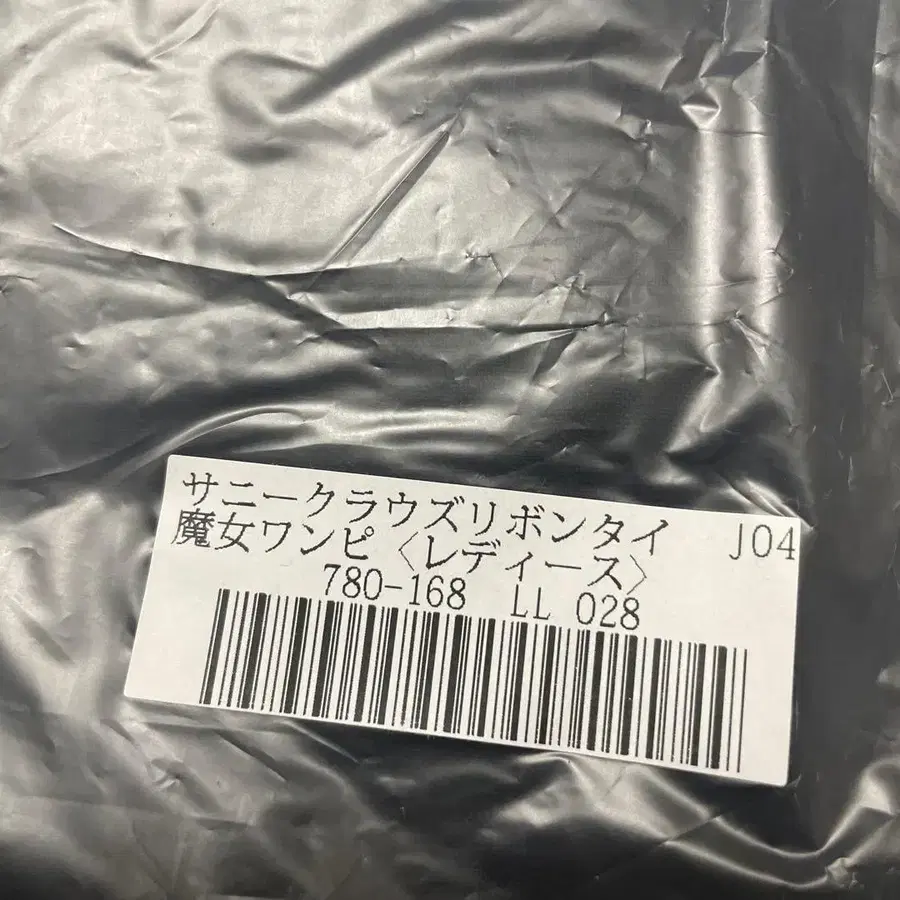 サニークラウズリボンタイ J04
魔女ワンピ〈レディース〉
780-168 LL 028